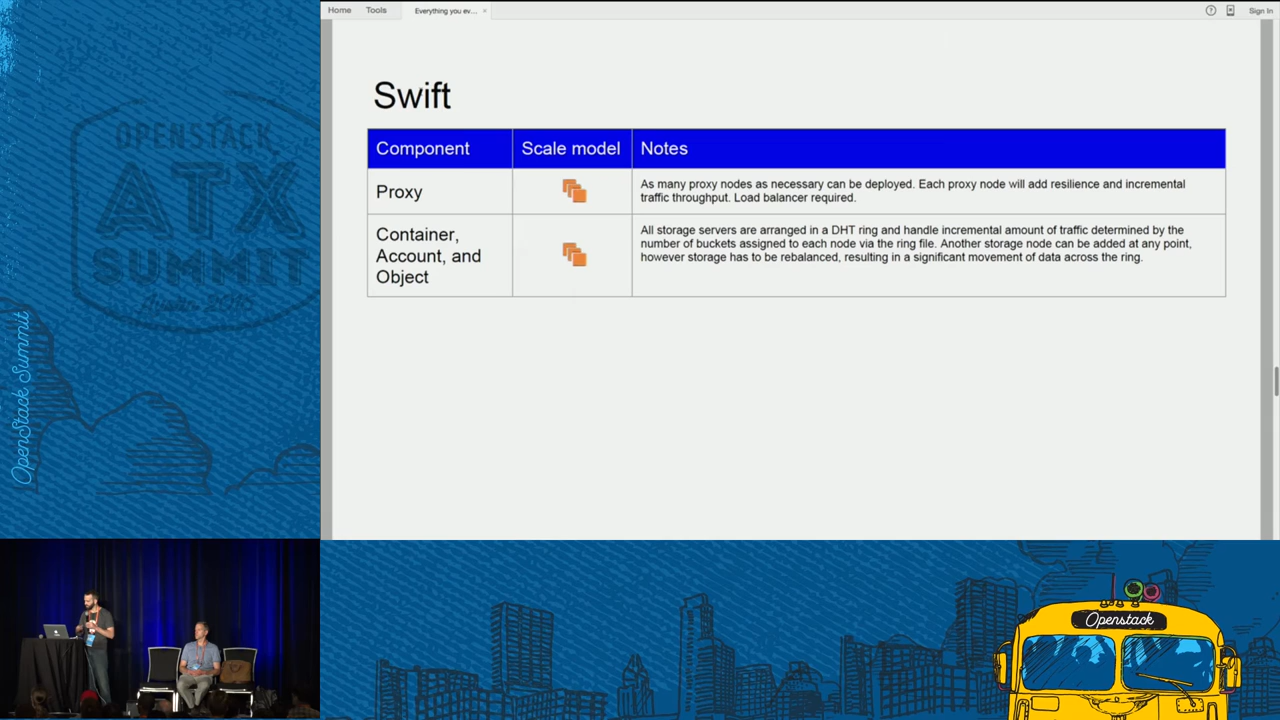 Home Tools Everything you ev... × ? Sign In
Swift
Component Scale model Notes
Proxy
As many proxy nodes as necessary can be deployed. Each proxy node will add resilience and incremental
traffic throughput. Load balancer required.
Container,
Account, and
Object
All storage servers are arranged in a DHT ring and handle incremental amount of traffic determined by the
number of buckets assigned to each node via the ring file. Another storage node can be added at any point,
however storage has to be rebalanced, resulting in a significant movement of data across the ring.
OPENSTACK
ATX
SUMMIT
Austin 2016
OpenStack Summit
Openstack